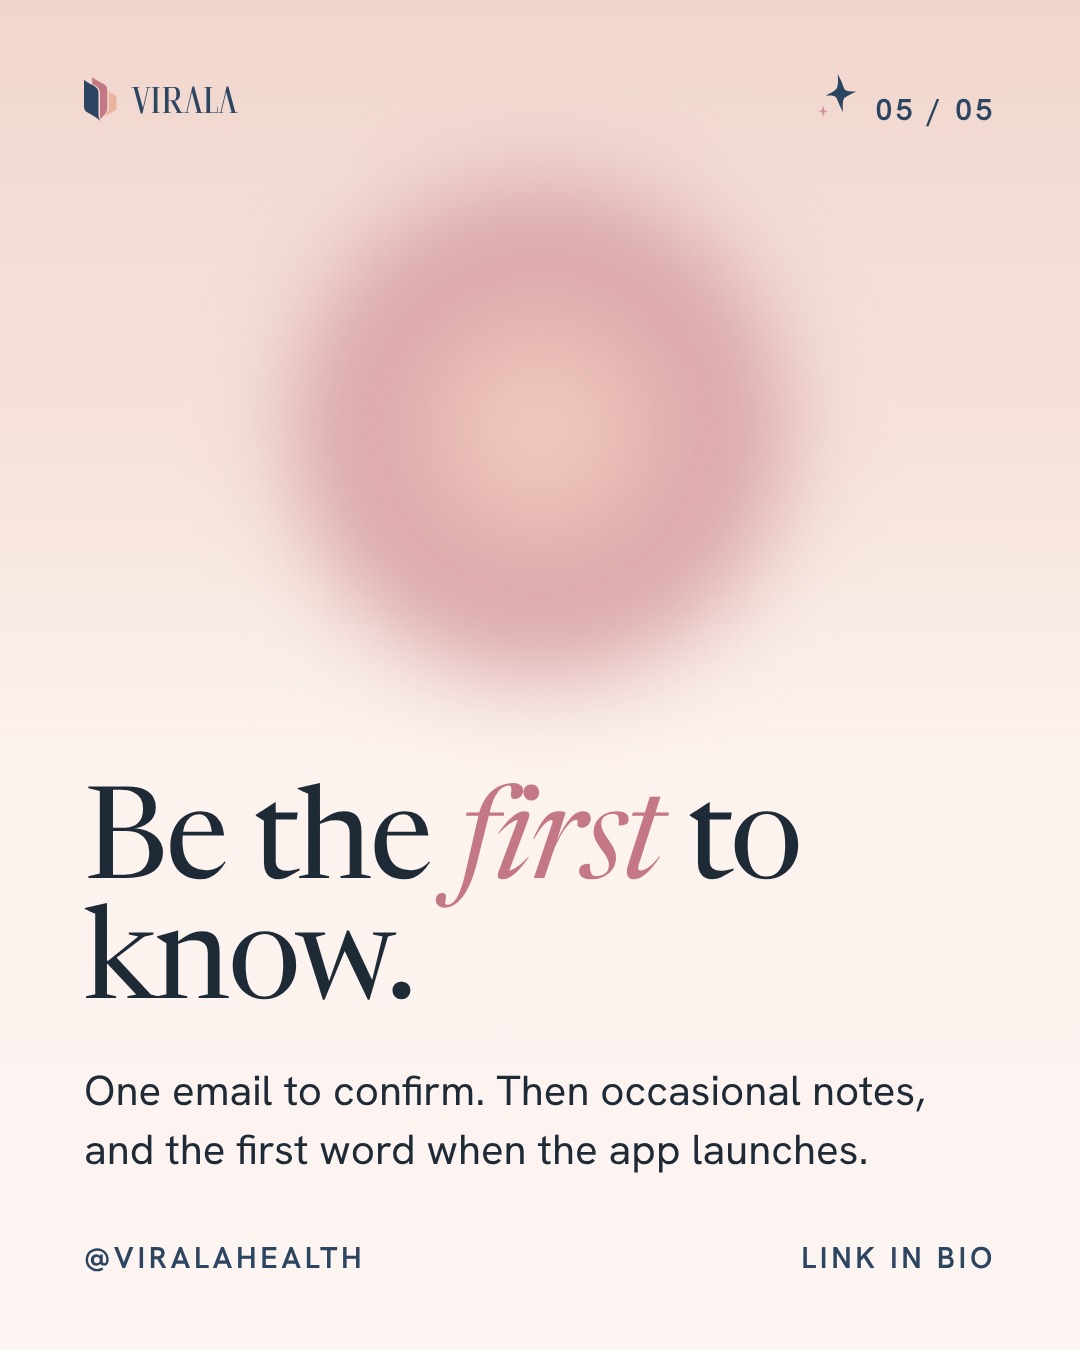 VIRALA
05 / 05
Be the first to
know.
One email to confirm. Then occasional notes,
and the first word when the app launches.
@VIRALAHEALTH
LINK IN BIO